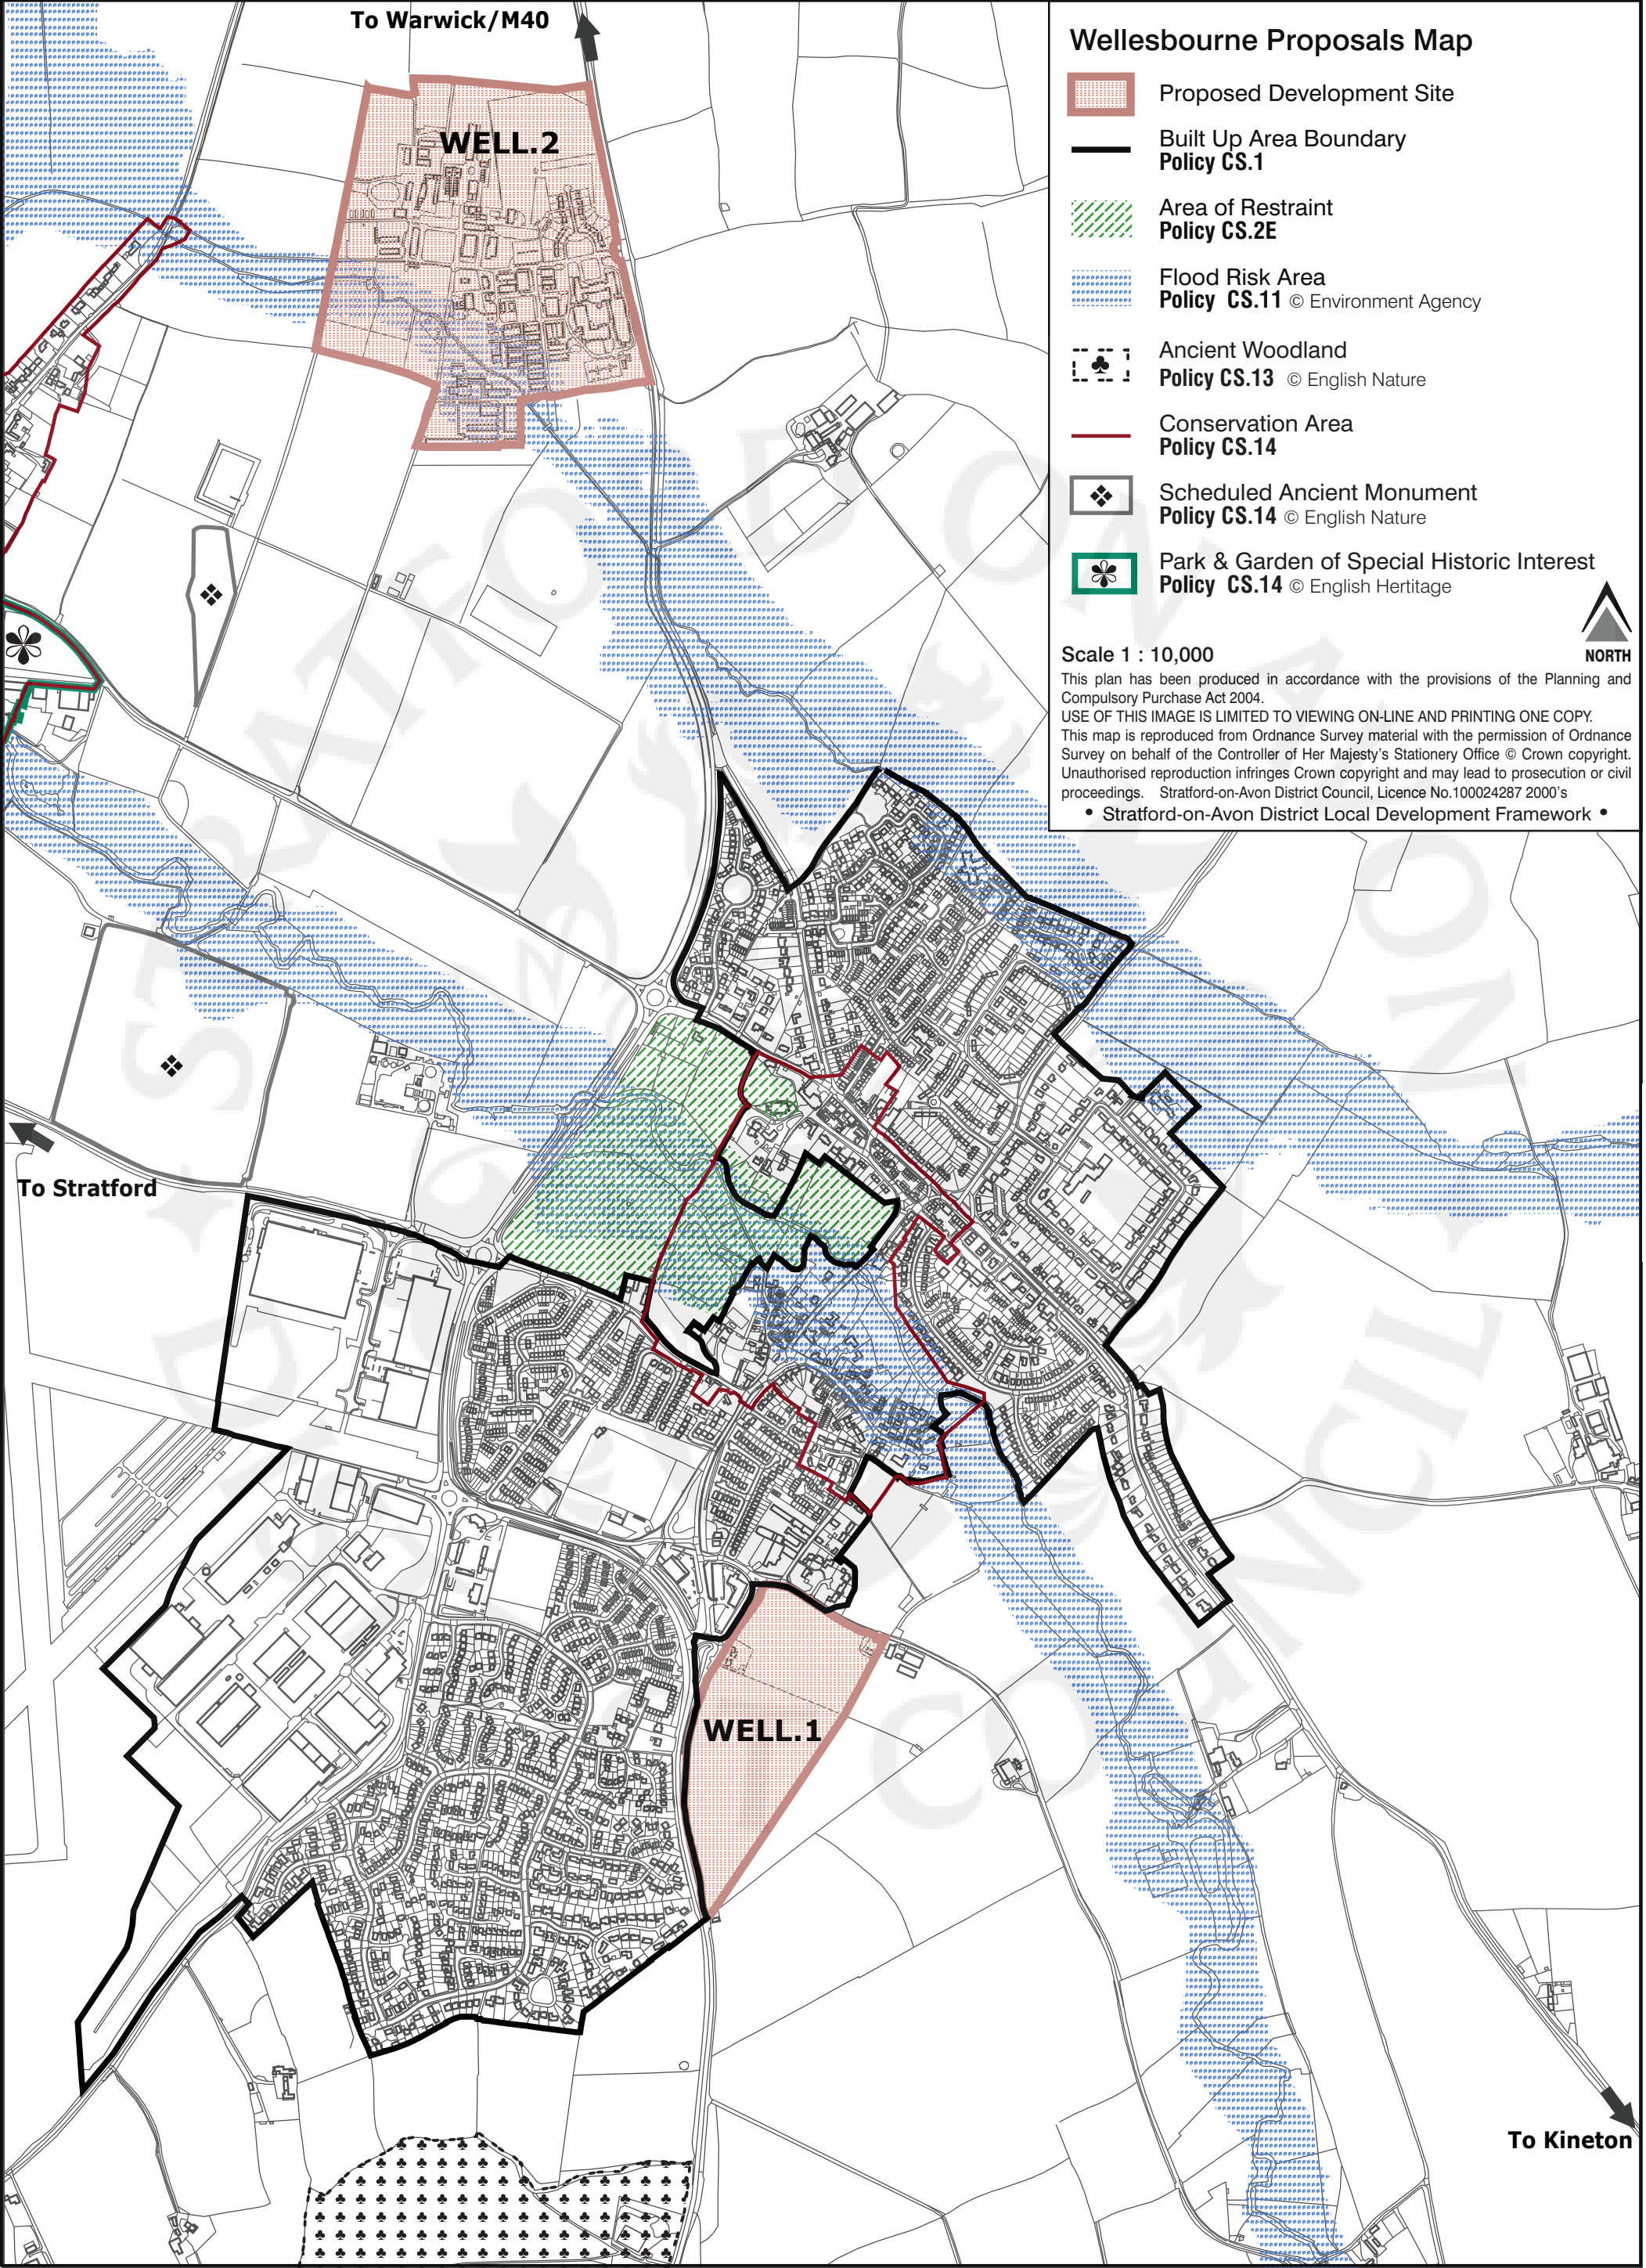 To Warwick/M40
WELL.2
Wellesbourne Proposals Map
Proposed Development Site
Built Up Area Boundary
Policy CS.1
Area of Restraint
Policy CS.2E
Flood Risk Area
Policy CS.11 © Environment Agency
Ancient Woodland
Policy CS.13 © English Nature
Conservation Area
Policy CS.14
Scheduled Ancient Monument
Policy CS.14 © English Nature
Park & Garden of Special Historic Interest
Policy CS.14 © English Hertitage
NORTH
Scale 1 : 10,000
This plan has been produced in accordance with the provisions of the Planning and
Compulsory Purchase Act 2004.
USE OF THIS IMAGE IS LIMITED TO VIEWING ON-LINE AND PRINTING ONE COPY.
This map is reproduced from Ordnance Survey material with the permission of Ordnance
Survey on behalf of the Controller of Her Majesty's Stationery Office © Crown copyright.
Unauthorised reproduction infringes Crown copyright and may lead to prosecution or civil
proceedings. Stratford-on-Avon District Council, Licence No.100024287 2000's
• Stratford-on-Avon District Local Development Framework •
To Stratford
WELL.1
To Kineton
STRATFORD ON AVON
COUNCIL